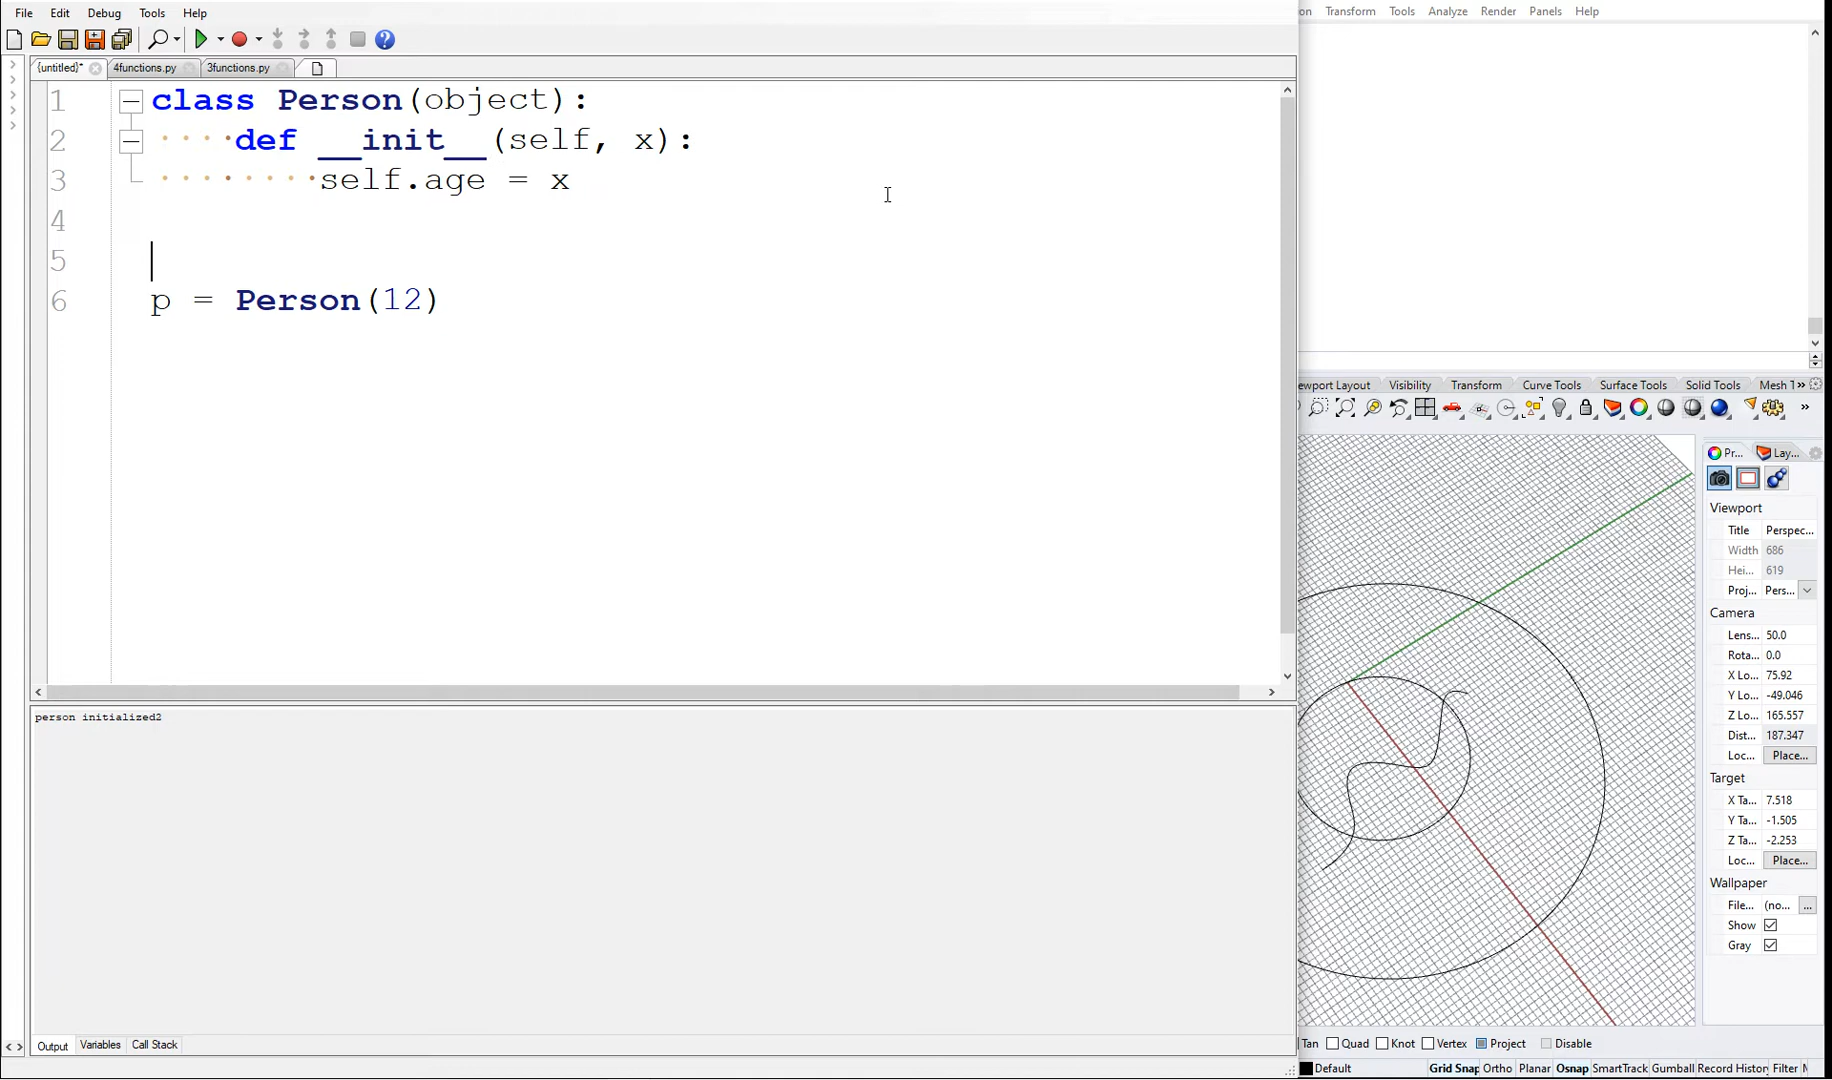 File Edit Debug Tools Help
on Transform Tools Analyze Render Panels Help
{untitled}* 4functions.py 3functions.py
1 class Person(object):
2 def __init__(self, x):
3 self.age = x
4
5
6 p = Person(12)
person initialized2
Output Variables Call Stack
ewport Layout Visibility Transform Curve Tools Surface Tools Solid Tools Mesh T
Pr... Lay...
Viewport
Title Perspec...
Width 686
Hei... 619
Proj... Pers...
Camera
Lens... 50.0
Rota... 0.0
X Lo... 75.92
Y Lo... -49.046
Z Lo... 165.557
Dist... 187.347
Loc... Place...
Target
X Ta... 7.518
Y Ta... -1.505
Z Ta... -2.253
Loc... Place...
Wallpaper
File... (no... ...
Show
Gray
Tan Quad Knot Vertex Project Disable
Default Grid Snap Ortho Planar Osnap SmartTrack Gumball Record History Filter